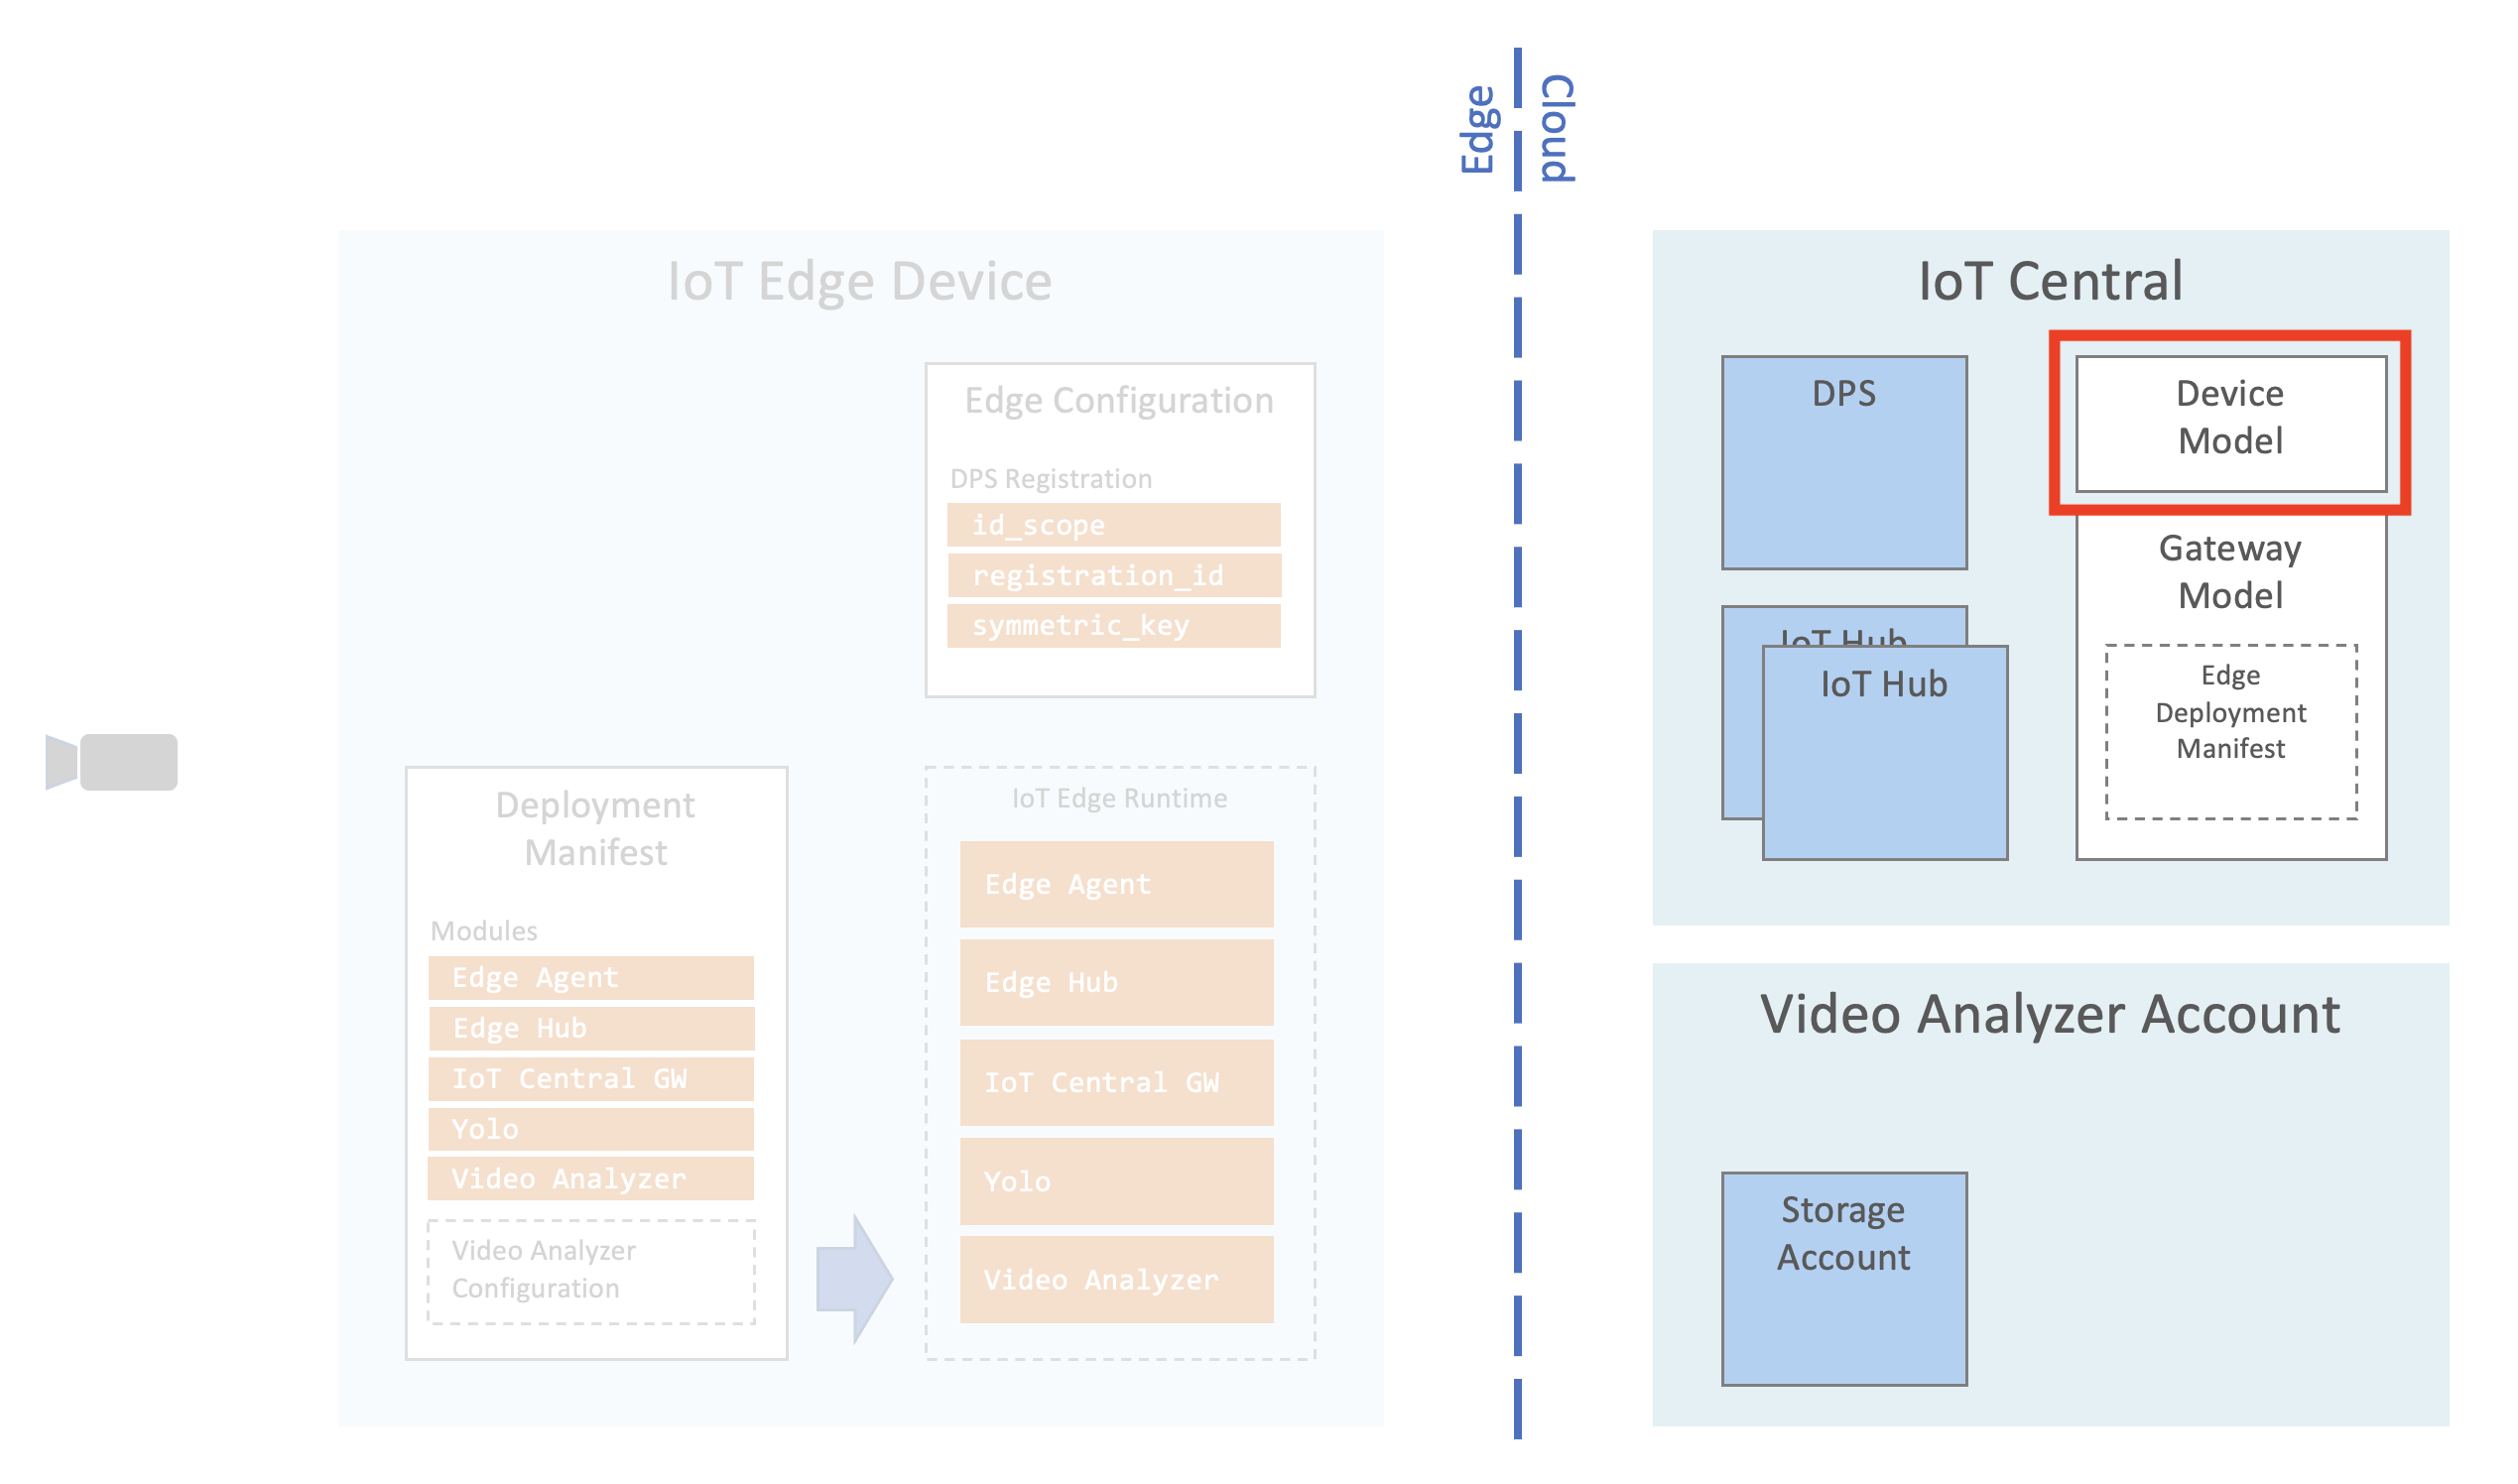 Edge
Cloud
IoT Edge Device
Edge Configuration
DPS Registration
id_scope
registration_id
symmetric_key
Deployment
Manifest
Modules
Edge Agent
Edge Hub
IoT Central GW
Yolo
Video Analyzer
Video Analyzer
Configuration
IoT Edge Runtime
Edge Agent
Edge Hub
IoT Central GW
Yolo
Video Analyzer
IoT Central
DPS
Device
Model
Gateway
Model
Edge
Deployment
Manifest
IoT Hub
IoT Hub
Video Analyzer Account
Storage
Account